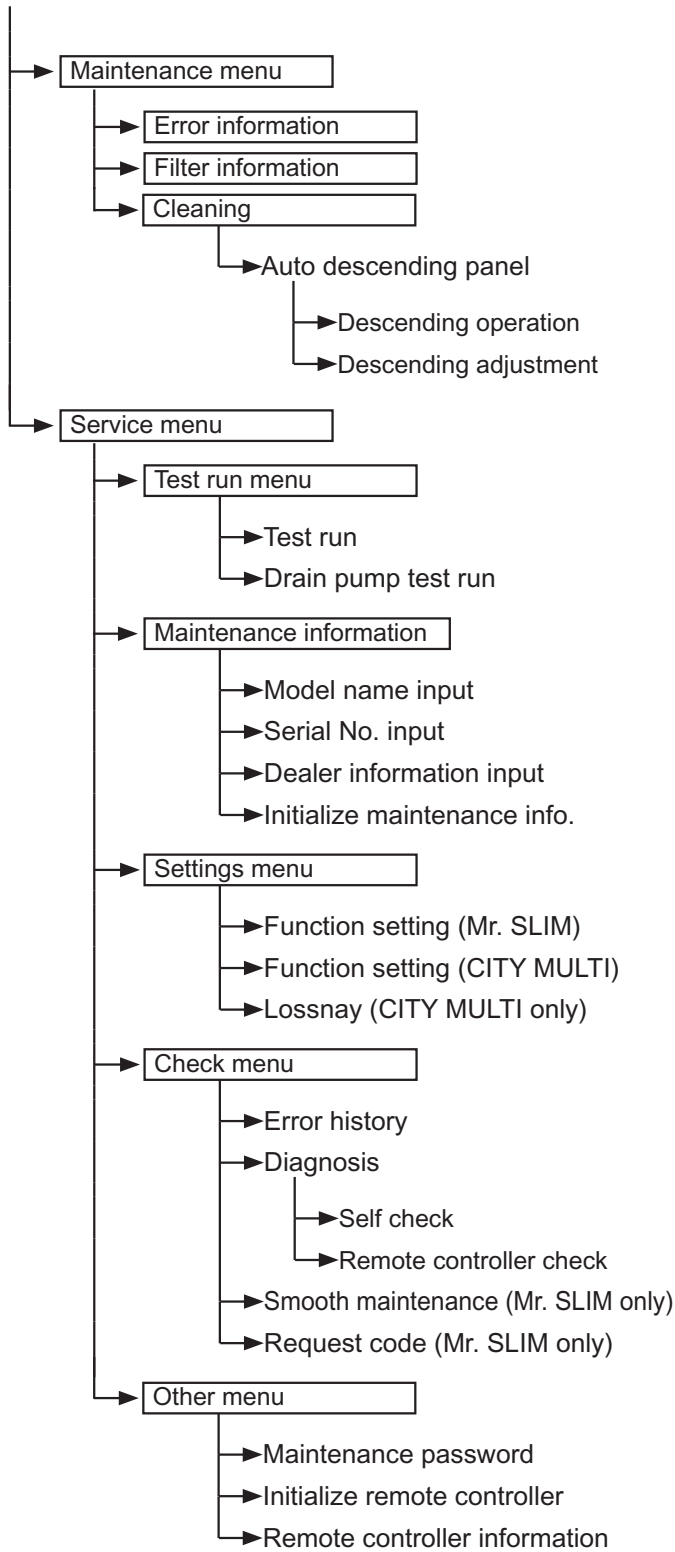 Maintenance menu
Error information
Filter information
Cleaning
Auto descending panel
Descending operation
Descending adjustment
Service menu
Test run menu
Test run
Drain pump test run
Maintenance information
Model name input
Serial No. input
Dealer information input
Initialize maintenance info.
Settings menu
Function setting (Mr. SLIM)
Function setting (CITY MULTI)
Lossnay (CITY MULTI only)
Check menu
Error history
Diagnosis
Self check
Remote controller check
Smooth maintenance (Mr. SLIM only)
Request code (Mr. SLIM only)
Other menu
Maintenance password
Initialize remote controller
Remote controller information